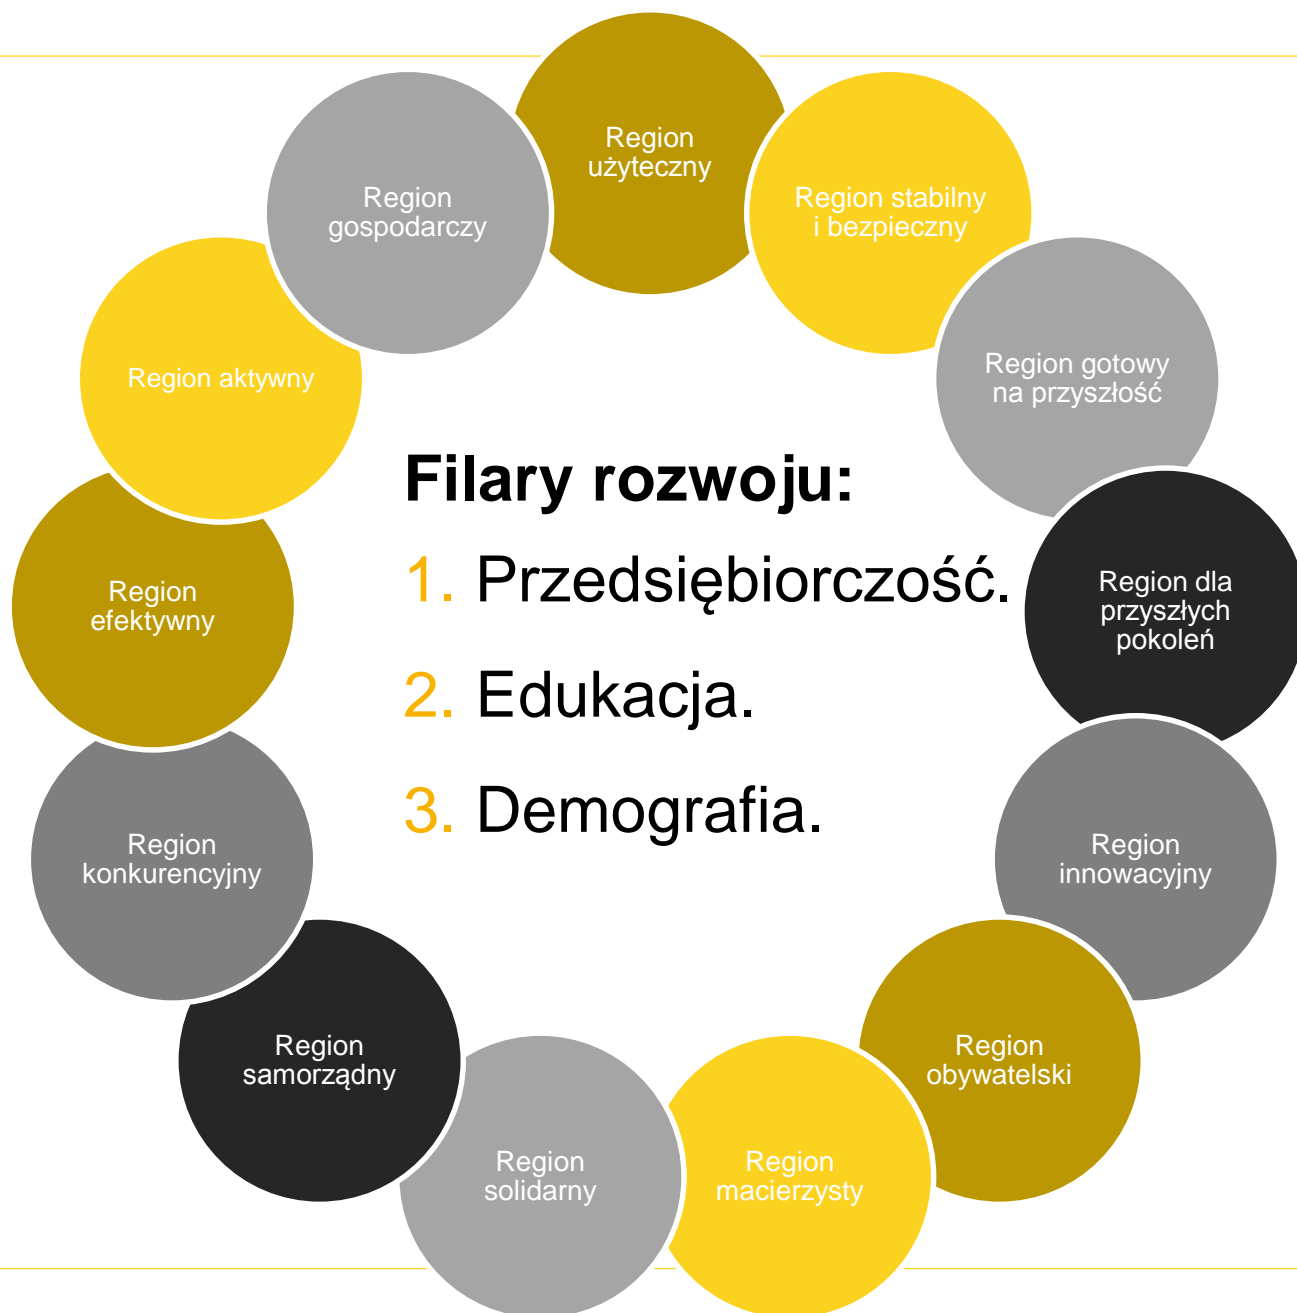 Region
użyteczny
Region stabilny
i bezpieczny
Region gotowy
na przyszłość
Region dla
przyszłych
pokoleń
Region
innowacyjny
Region
obywatelski
Region
macierzysty
Region
solidarny
Region
samorządny
Region
konkurencyjny
Region
efektywny
Region aktywny
Region
gospodarczy
Filary rozwoju:
1. Przedsiębiorczość.
2. Edukacja.
3. Demografia.